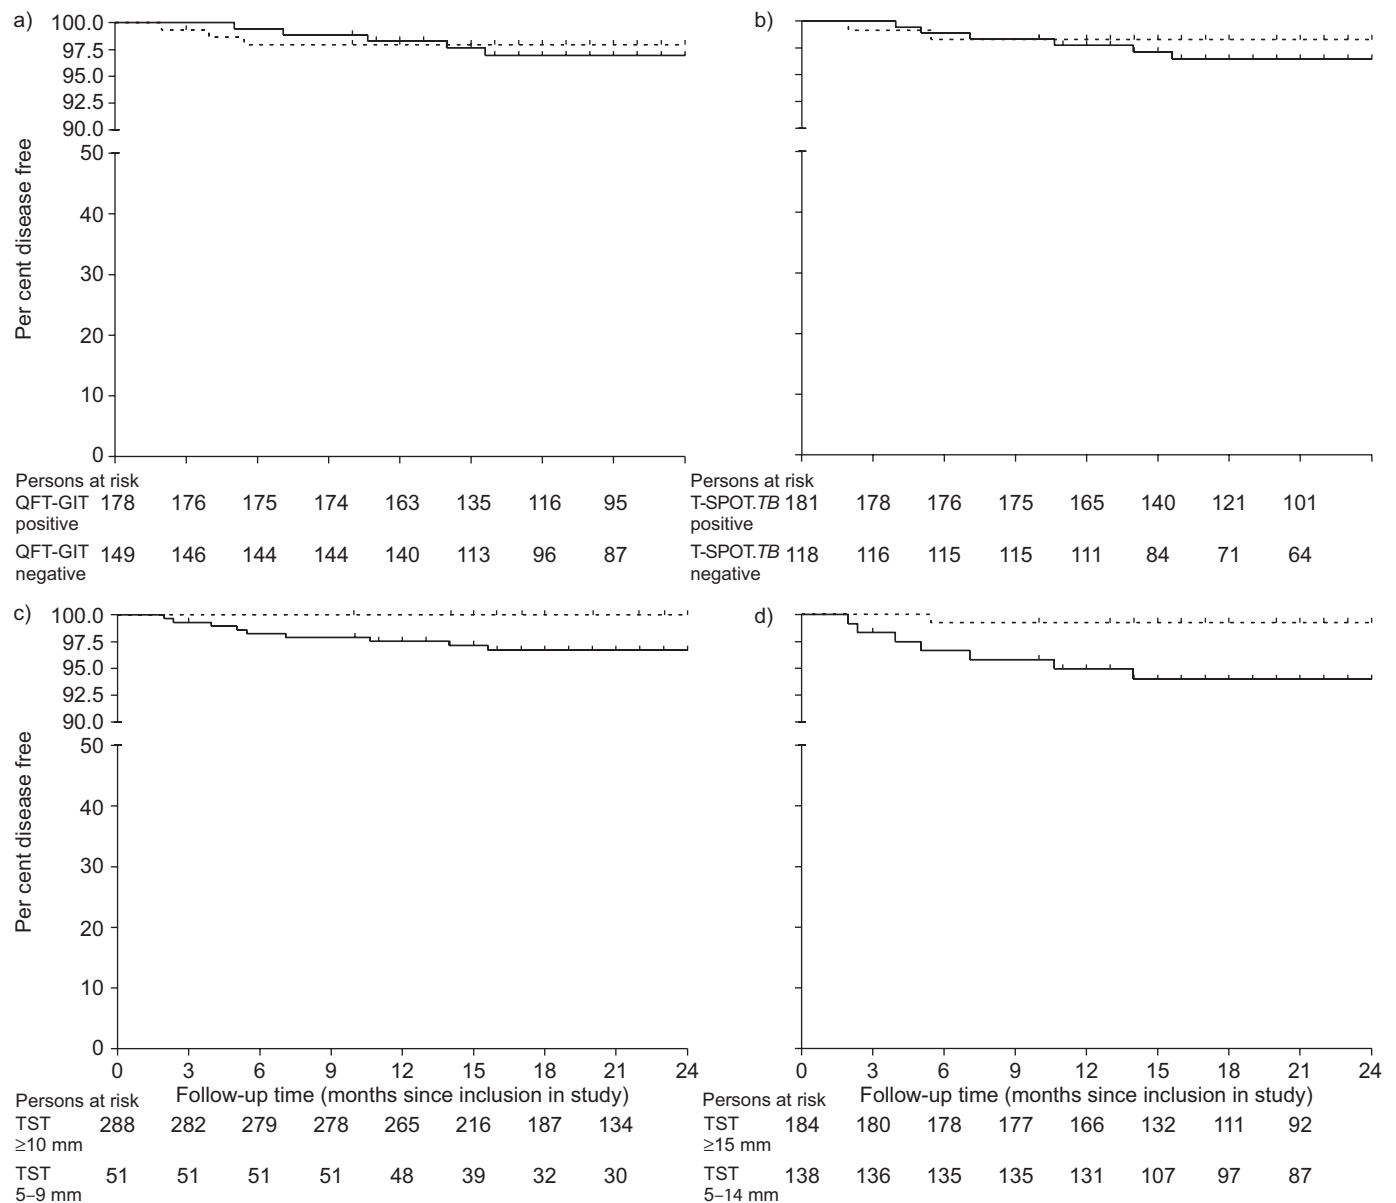 a)
100.0
97.5
95.0
92.5
90.0
50
40
30
20
10
0
Per cent disease free
b)
Persons at risk
QFT-GIT positive 178 176 175 174 163 135 116 95
QFT-GIT negative 149 146 144 144 140 113 96 87
Persons at risk
T-SPOT.TB positive 181 178 176 175 165 140 121 101
T-SPOT.TB negative 118 116 115 115 111 84 71 64
c)
100.0
97.5
95.0
92.5
90.0
50
40
30
20
10
0
Per cent disease free
0 3 6 9 12 15 18 21 24
Follow-up time (months since inclusion in study)
d)
0 3 6 9 12 15 18 21 24
Follow-up time (months since inclusion in study)
Persons at risk
TST ≥10 mm 288 282 279 278 265 216 187 134
TST 5–9 mm 51 51 51 51 48 39 32 30
Persons at risk
TST ≥15 mm 184 180 178 177 166 132 111 92
TST 5–14 mm 138 136 135 135 131 107 97 87